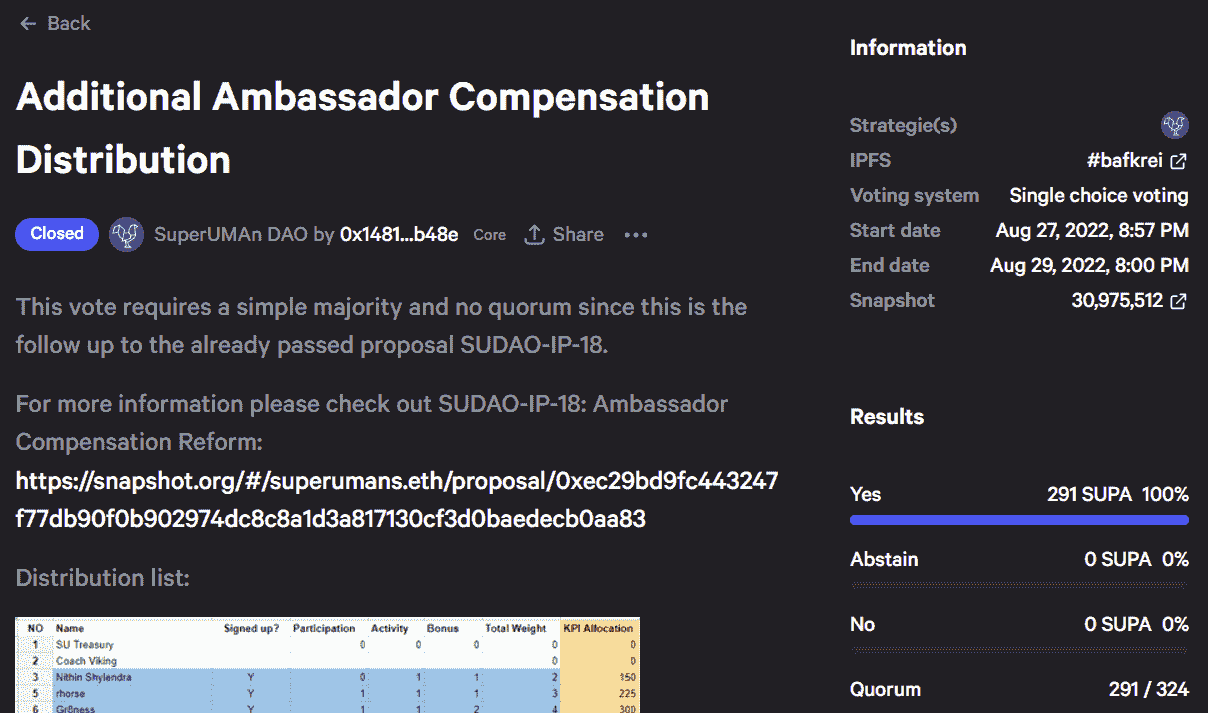 ← Back
Additional Ambassador Compensation
Distribution
Closed SuperUMAn DAO by 0x1481...b48e Core Share ...
This vote requires a simple majority and no quorum since this is the
follow up to the already passed proposal SUDAO-IP-18.
For more information please check out SUDAO-IP-18: Ambassador
Compensation Reform:
https://snapshot.org/#/superumans.eth/proposal/0xec29bd9fc443247
f77db90f0b902974dc8c8a1d3a817130cf3d0baedecb0aa83
Distribution list:
NO Name Signed up? Participation Activity Bonus Total Weight KPI Allocation
1 SU Treasury 0 0 0 0 0
2 Coach Viking 0 0
3 Nithin Shylendra Y 0 1 1 2 150
5 rhorse Y 1 1 1 3 225
6 Y 1 1 2 4 300
Information
Strategie(s)
IPFS #bafkrei
Voting system Single choice voting
Start date Aug 27, 2022, 8:57 PM
End date Aug 29, 2022, 8:00 PM
Snapshot 30,975,512
Results
Yes 291 SUPA 100%
Abstain 0 SUPA 0%
No 0 SUPA 0%
Quorum 291 / 324